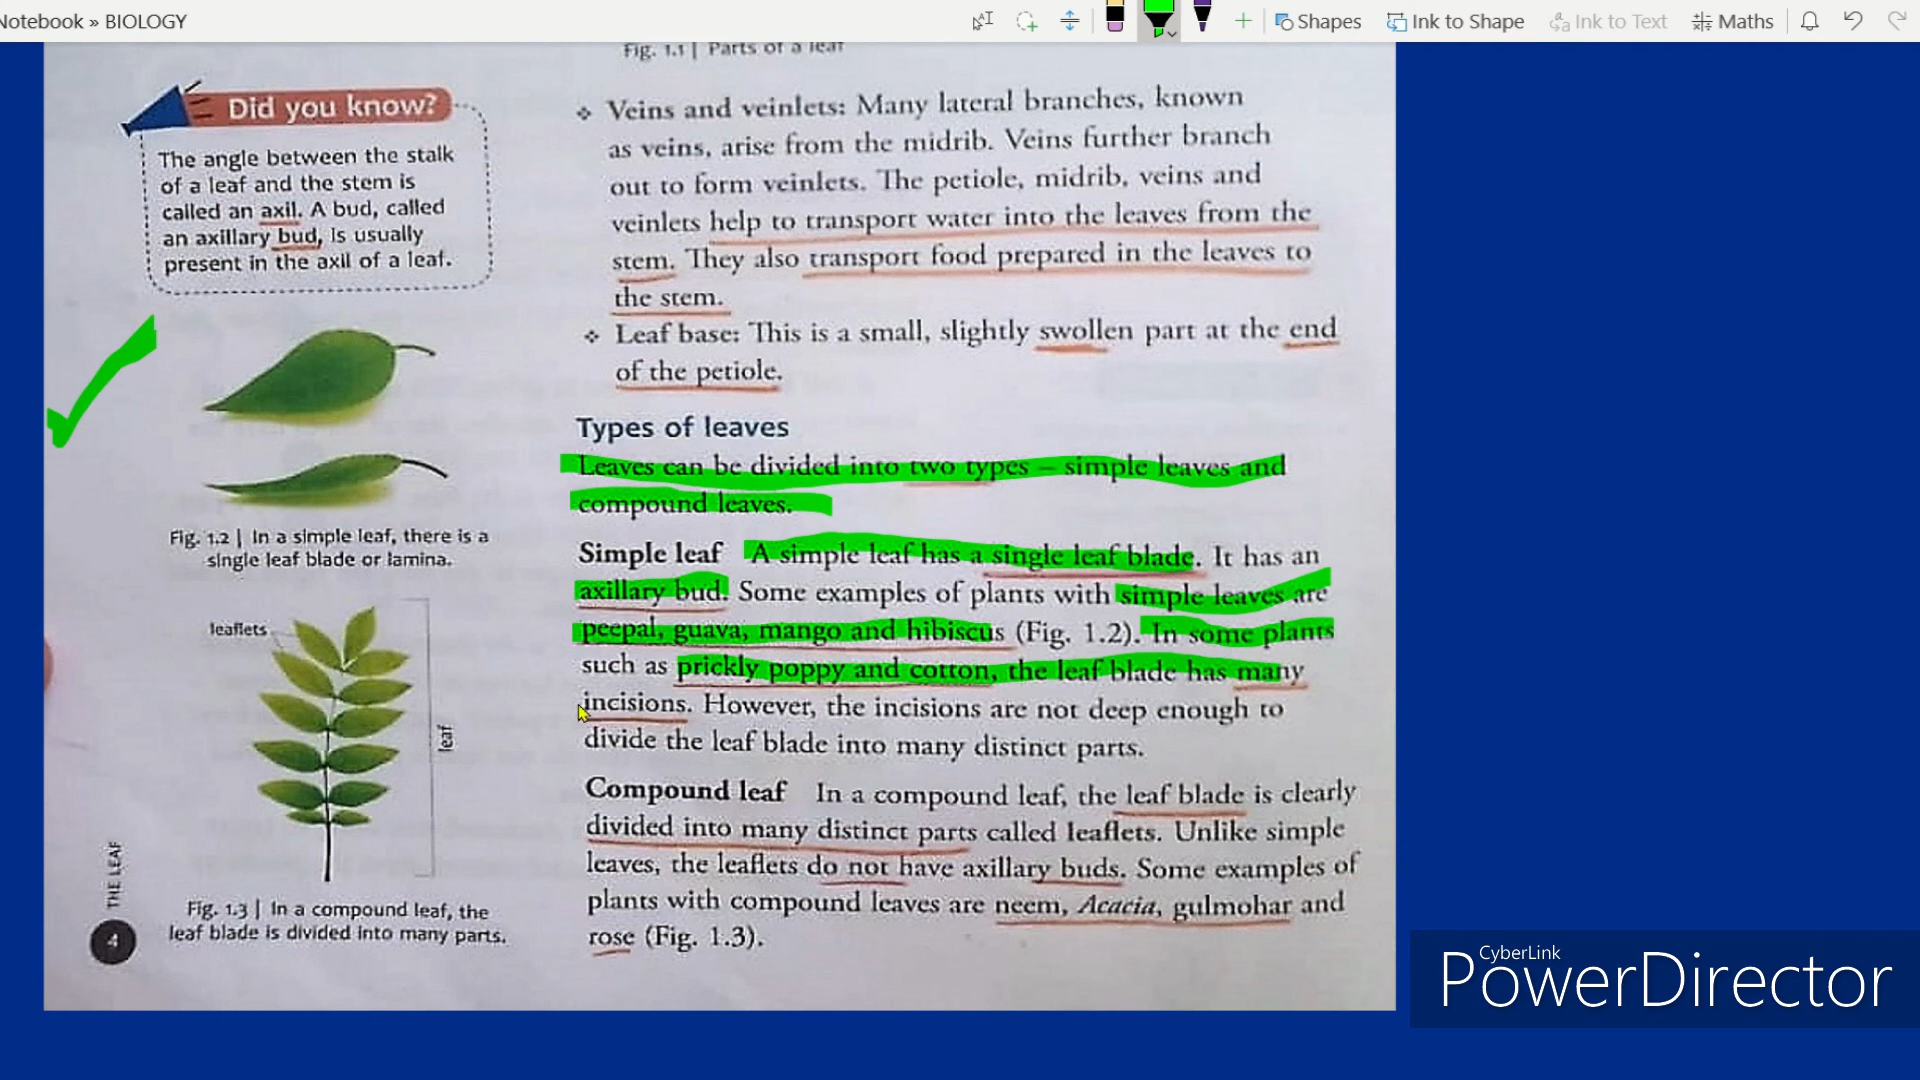 Notebook » BIOLOGY
Shapes
Ink to Shape
Ink to Text
Maths
Fig. 1.1 | Parts of a leaf
Did you know?
The angle between the stalk
of a leaf and the stem is
called an axil. A bud, called
an axillary bud, is usually
present in the axil of a leaf.
Fig. 1.2 | In a simple leaf, there is a
single leaf blade or lamina.
leaflets
leaf
Fig. 1.3 | In a compound leaf, the
leaf blade is divided into many parts.
THE LEAF
4
❖ Veins and veinlets: Many lateral branches, known
as veins, arise from the midrib. Veins further branch
out to form veinlets. The petiole, midrib, veins and
veinlets help to transport water into the leaves from the
stem. They also transport food prepared in the leaves to
the stem.
❖ Leaf base: This is a small, slightly swollen part at the end
of the petiole.
Types of leaves
Leaves can be divided into two types – simple leaves and
compound leaves.
Simple leaf A simple leaf has a single leaf blade. It has an
axillary bud. Some examples of plants with simple leaves are
peepal, guava, mango and hibiscus (Fig. 1.2). In some plants
such as prickly poppy and cotton, the leaf blade has many
incisions. However, the incisions are not deep enough to
divide the leaf blade into many distinct parts.
Compound leaf In a compound leaf, the leaf blade is clearly
divided into many distinct parts called leaflets. Unlike simple
leaves, the leaflets do not have axillary buds. Some examples of
plants with compound leaves are neem, Acacia, gulmohar and
rose (Fig. 1.3).
CyberLink
PowerDirector